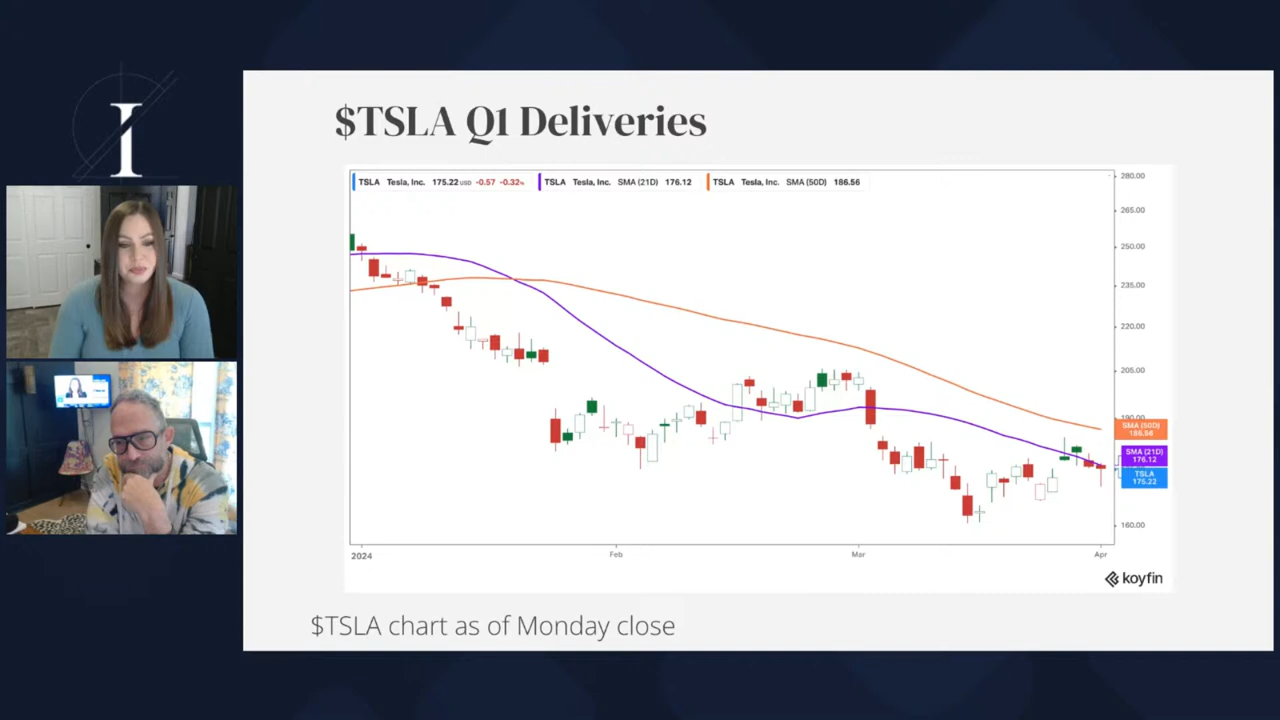 $TSLA Q1 Deliveries
TSLA Tesla, Inc. 175.22 USD -0.57 -0.32% TSLA Tesla, Inc. SMA (21D) 176.12 TSLA Tesla, Inc. SMA (50D) 186.56
280.00
265.00
250.00
235.00
220.00
205.00
190.00
SMA (50D)
186.56
SMA (21D)
176.12
TSLA
175.22
160.00
2024 Feb Mar Apr
koyfin
$TSLA chart as of Monday close
I